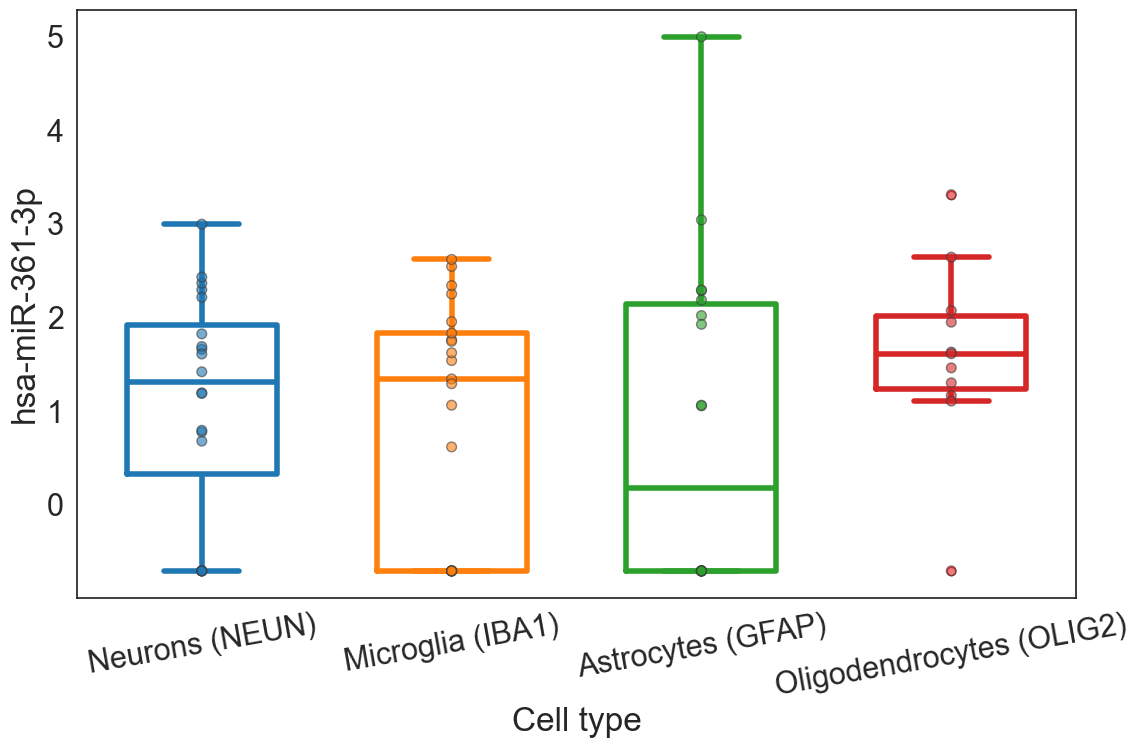 hsa-miR-361-3p
5
4
3
2
1
0
Neurons (NEUN)
Microglia (IBA1)
Astrocytes (GFAP)
Oligodendrocytes (OLIG2)
Cell type